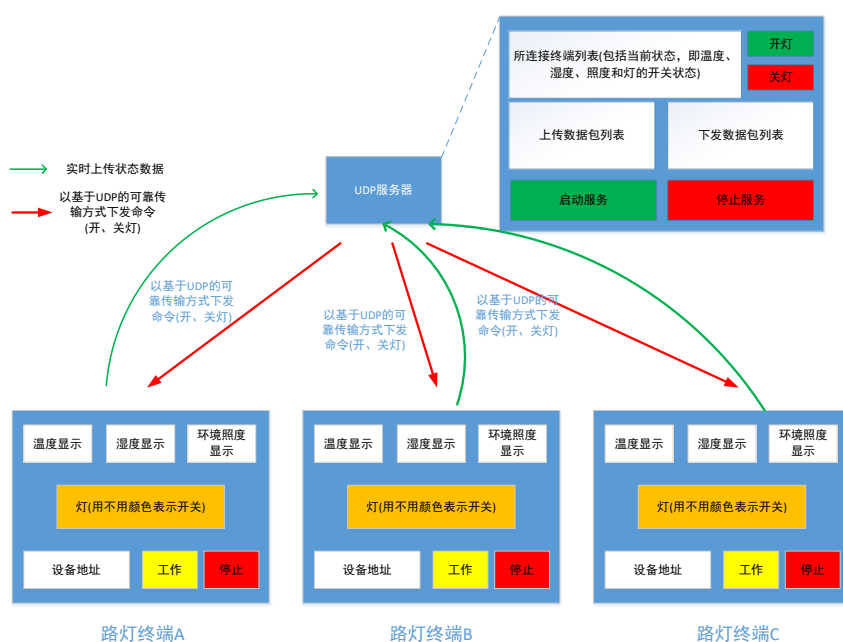 所连接终端列表(包括当前状态，即温度、
湿度、照度和灯的开关状态)
开灯
关灯
上传数据包列表
下发数据包列表
启动服务
停止服务
实时上传状态数据
以基于UDP的可靠传
输方式下发命令
(开、关灯)
UDP服务器
以基于UDP的可
靠传输方式下发
命令(开、关灯)
以基于UDP的可
靠传输方式下发
命令(开、关灯)
以基于UDP的可
靠传输方式下发
命令(开、关灯)
温度显示
湿度显示
环境照度
显示
灯(用不用颜色表示开关)
设备地址
工作
停止
路灯终端A
温度显示
湿度显示
环境照度
显示
灯(用不用颜色表示开关)
设备地址
工作
停止
路灯终端B
温度显示
湿度显示
环境照度
显示
灯(用不用颜色表示开关)
设备地址
工作
停止
路灯终端C